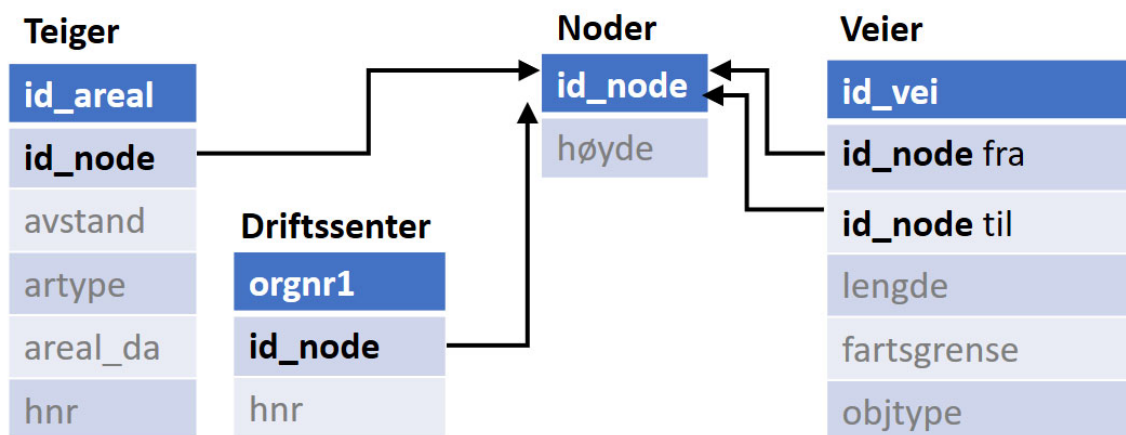 Teiger
id_areal
id_node
avstand
artype
areal_da
hnr
Driftssenter
orgnr1
id_node
hnr
Noder
id_node
høyde
Veier
id_vei
id_node fra
id_node til
lengde
fartsgrense
objtype